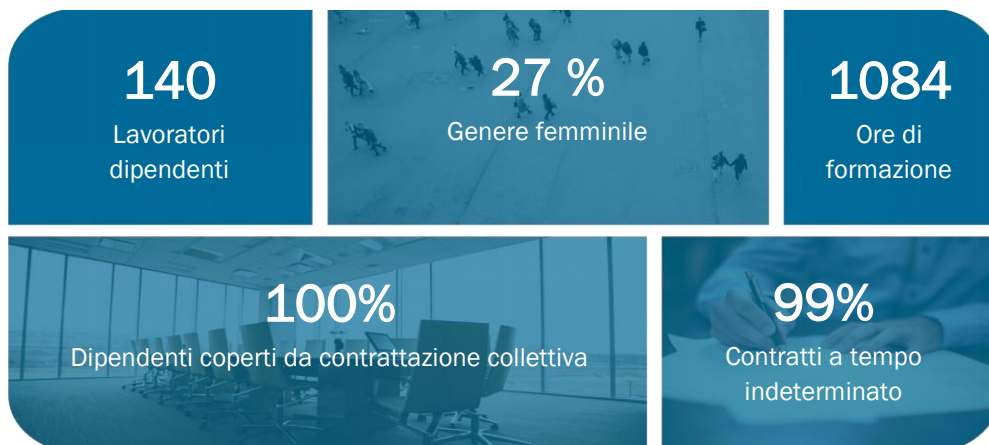 140
Lavoratori
dipendenti
27 %
Genere femminile
1084
Ore di
formazione
100%
Dipendenti coperti da contrattazione collettiva
99%
Contratti a tempo
indeterminato